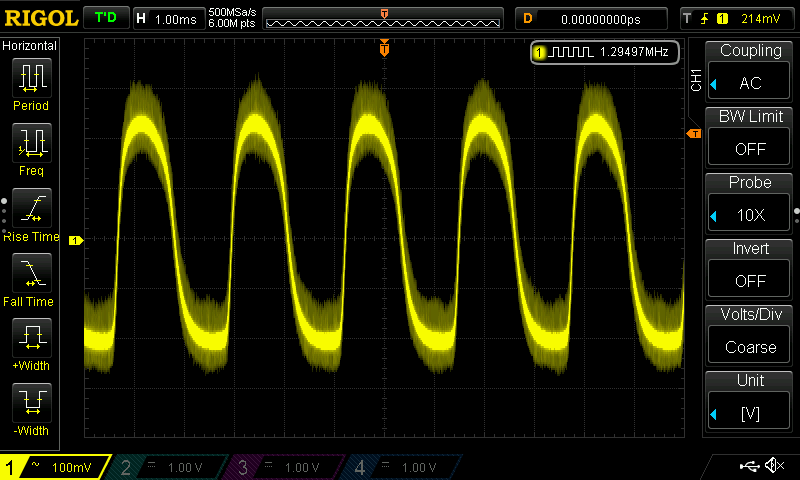 RIGOL T'D H 1.00ms 500MSa/s 6.00M pts T D 0.00000000ps T 1 214mV
Horizontal
Period
Freq
Rise Time
Fall Time
+Width
-Width
T
1 1.29497MHz
T
1
CH1
Coupling
AC
BW Limit
OFF
Probe
10X
Invert
OFF
Volts/Div
Coarse
Unit
[V]
1 ~ 100mV 2 1.00 V 3 1.00 V 4 1.00 V